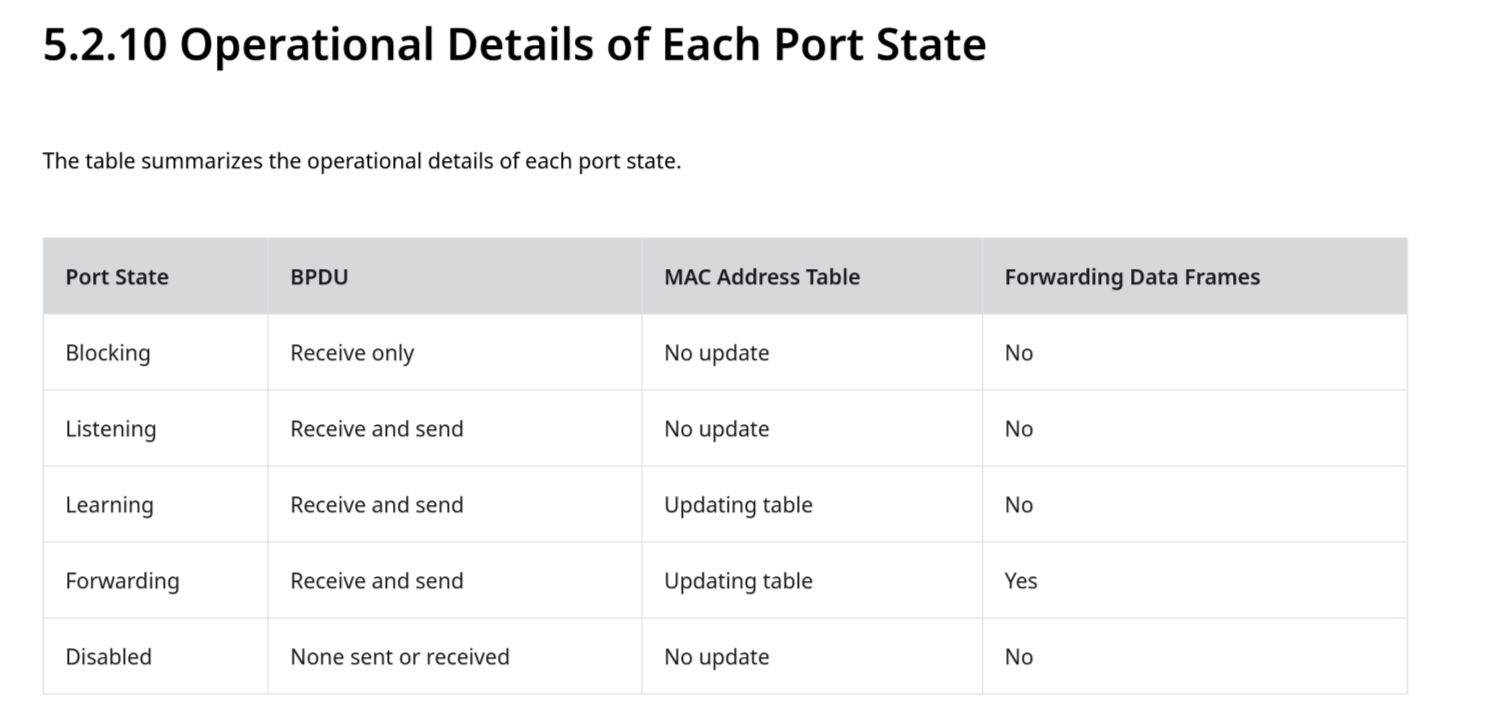 5.2.10 Operational Details of Each Port State
The table summarizes the operational details of each port state.
Port State BPDU MAC Address Table Forwarding Data Frames
Blocking Receive only No update No
Listening Receive and send No update No
Learning Receive and send Updating table No
Forwarding Receive and send Updating table Yes
Disabled None sent or received No update No